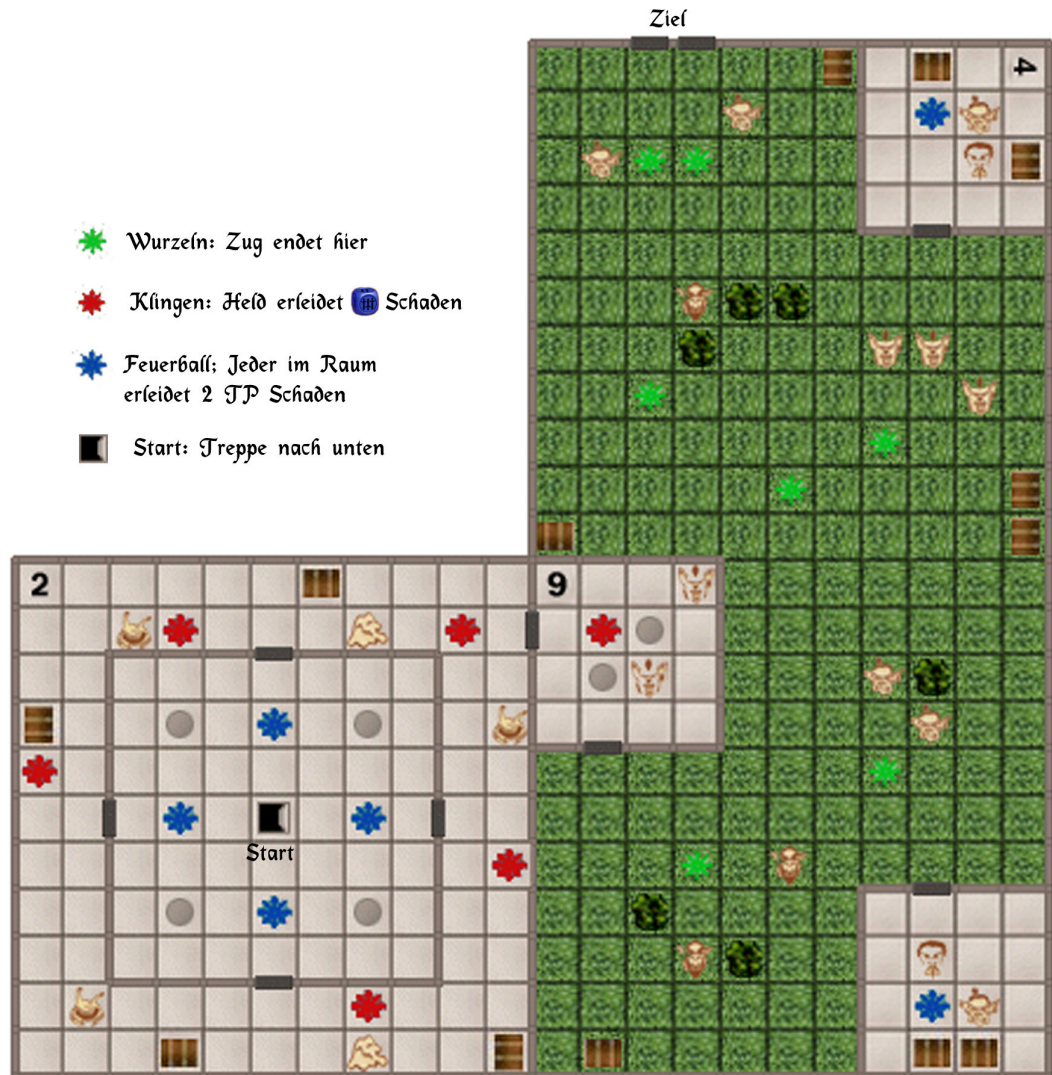 Ziel
4
Wurzeln: Zug endet hier
Klingen: Held erleidet Schaden
Feuerball; Jeder im Raum
erleidet 2 TP Schaden
Start: Treppe nach unten
2
9
Start